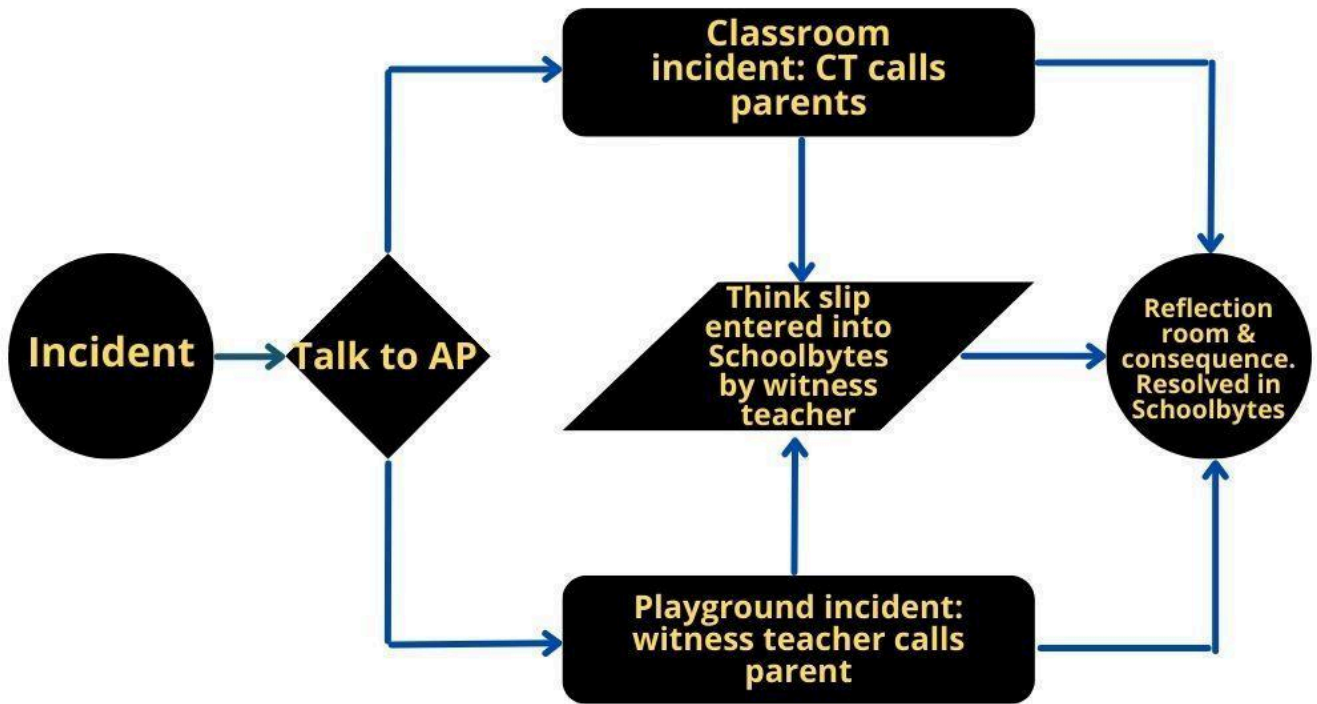 Classroom
incident: CT calls
parents
Incident
Talk to AP
Think slip
entered into
Schoolbytes
by witness
teacher
Reflection
room &
consequence.
Resolved in
Schoolbytes
Playground incident:
witness teacher calls
parent